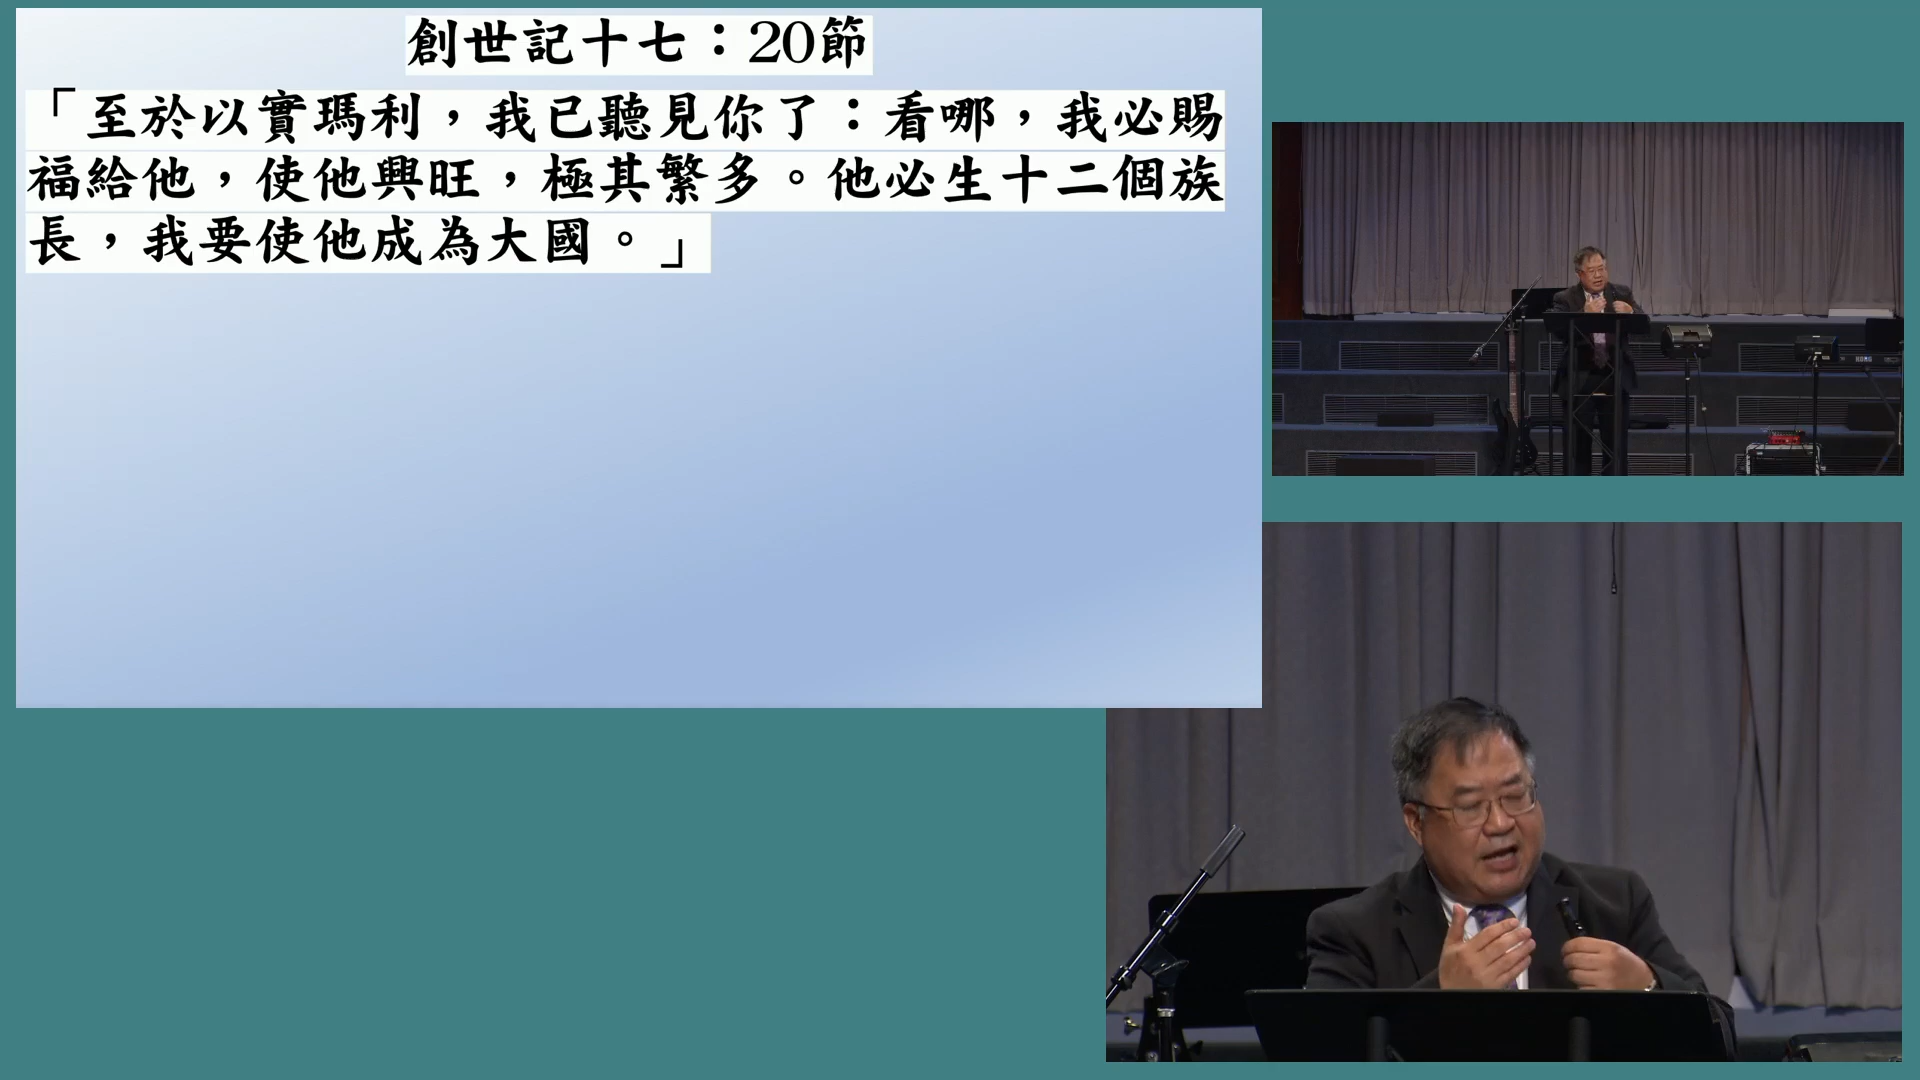 創世記十七：20節
「至於以實瑪利，我已聽見你了：看哪，我必賜
福給他，使他興旺，極其繁多。他必生十二個族
長，我要使他成為大國。」
KORG